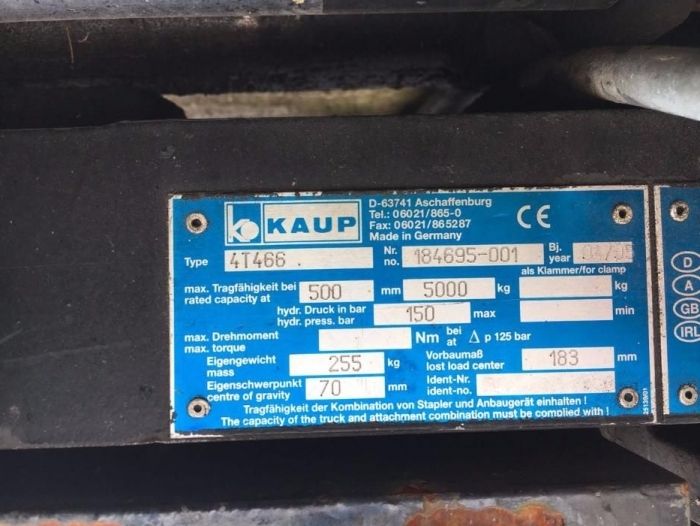 KAUP
D-63741 Aschaffenburg
Tel.: 06021/865-0
Fax: 06021/865287
Made in Germany
CE
Type 4T466 . Nr. no. 184695-001 Bj. year
als Klammer/for clamp
max. Tragfähigkeit bei rated capacity at 500 mm 5000 kg kg
hydr. Druck in bar hydr. press. bar 150 max min
max. Drehmoment max. torque Nm bei at Δ p 125 bar
Eigengewicht mass 255 kg Vorbaumaß lost load center 183 mm
Eigenschwerpunkt centre of gravity 70 mm Ident-Nr. ident-no.
Tragfähigkeit der Kombination von Stapler und Anbaugerät einhalten !
The capacity of the truck and attachment combination must be complied with !
D
A
GB
IRL